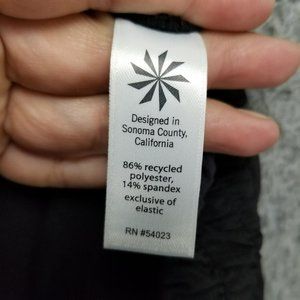 Designed in
Sonoma County,
California
86% recycled
polyester,
14% spandex
exclusive of
elastic
RN #54023